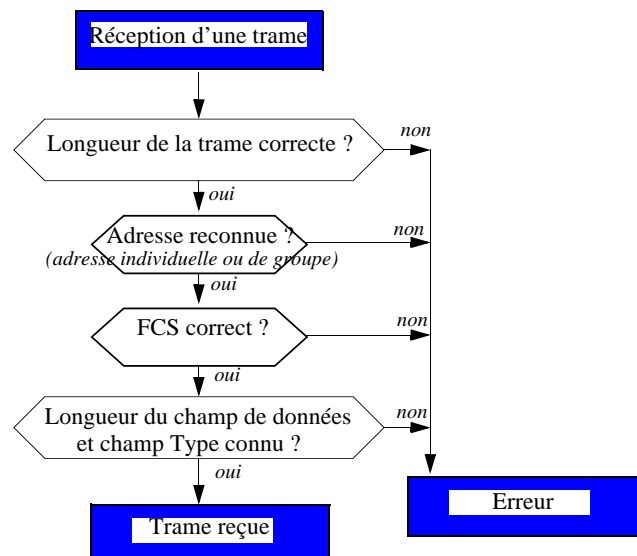 Réception d'une trame
Longueur de la trame correcte ?
non
oui
Adresse reconnue ?
(adresse individuelle ou de groupe)
non
oui
FCS correct ?
non
oui
Longueur du champ de données
et champ Type connu ?
non
oui
Trame reçue
Erreur